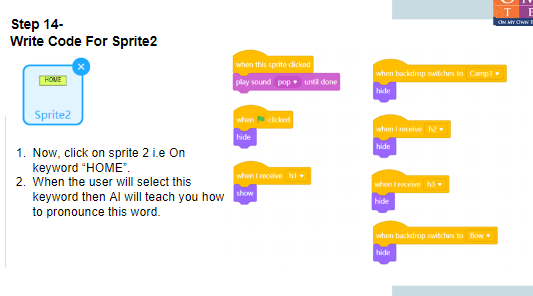 Step 14-
Write Code For Sprite2
HOME
Sprite2
1. Now, click on sprite 2 i.e On
keyword “HOME”.
2. When the user will select this
keyword then AI will teach you how
to pronounce this word.
when this sprite clicked
play sound pop until done
when clicked
hide
when I receive h1
show
when backdrop switches to Camp1
hide
when I receive h2
hide
when I receive h3
hide
when backdrop switches to Bow
hide
T E
ON MY OWN T